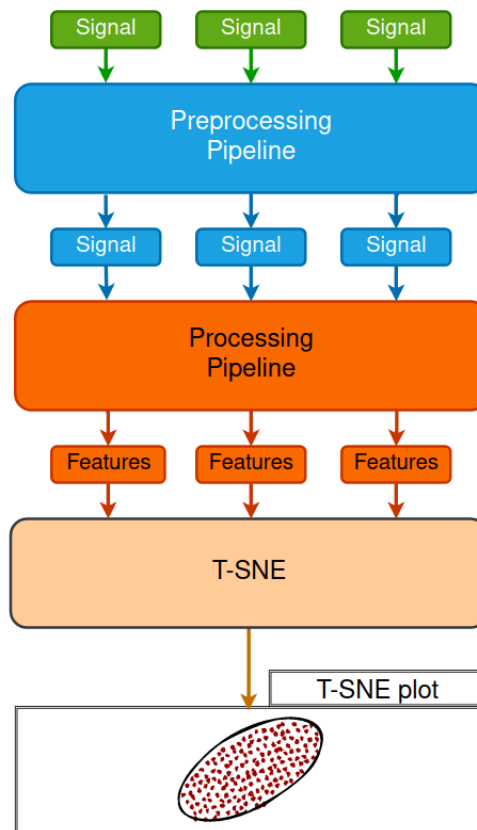 Signal Signal Signal
Preprocessing
Pipeline
Signal Signal Signal
Processing
Pipeline
Features Features Features
T-SNE
T-SNE plot